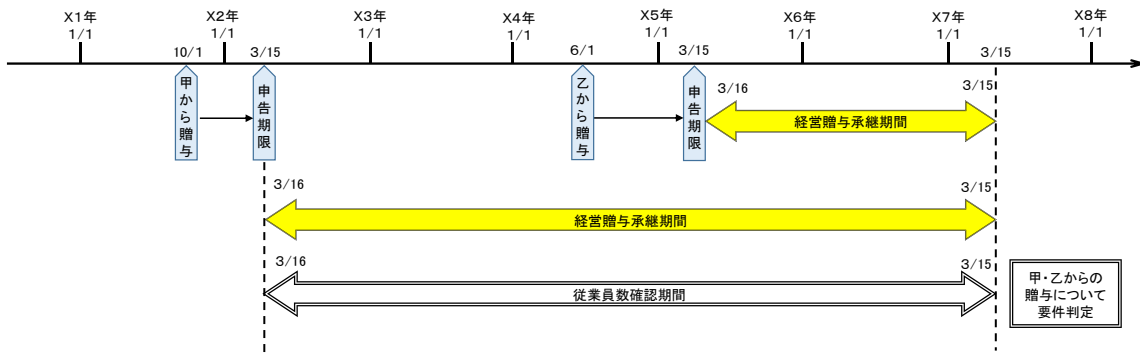 X1年
1/1
X2年
1/1
X3年
1/1
X4年
1/1
X5年
1/1
X6年
1/1
X7年
1/1
X8年
1/1
10/1
3/15
6/1
3/15
3/15
甲から贈与
申告期限
乙から贈与
申告期限
3/16
3/15
経営贈与承継期間
3/16
3/15
経営贈与承継期間
3/16
3/15
従業員数確認期間
甲・乙からの
贈与について
要件判定